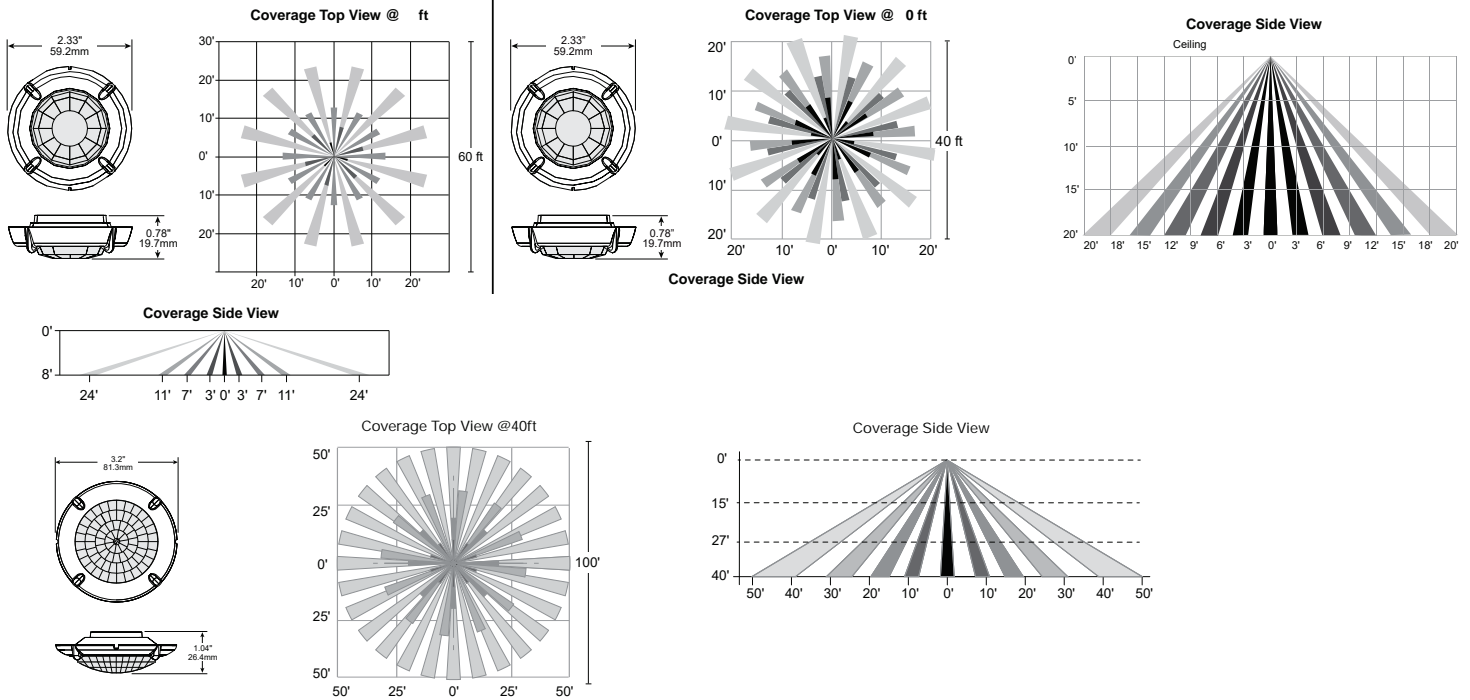 Coverage Top View @ ft
2.33"
59.2mm
0.78"
19.7mm
30'
20'
10'
0'
10'
20'
20' 10' 0' 10' 20'
60 ft
2.33"
59.2mm
0.78"
19.7mm
Coverage Top View @ 0 ft
20'
10'
0'
10'
20'
20' 10' 0' 10' 20'
40 ft
Coverage Side View
Coverage Side View
Ceiling
0'
5'
10'
15'
20'
20' 18' 15' 12' 9' 6' 3' 0' 3' 6' 9' 12' 15' 18' 20'
Coverage Side View
0'
8'
24' 11' 7' 3' 0' 3' 7' 11' 24'
3.2"
81.3mm
1.04"
26.4mm
Coverage Top View @40ft
50'
25'
0'
25'
50'
50' 25' 0' 25' 50'
100'
Coverage Side View
0'
15'
27'
40'
50' 40' 30' 20' 10' 0' 10' 20' 30' 40' 50'